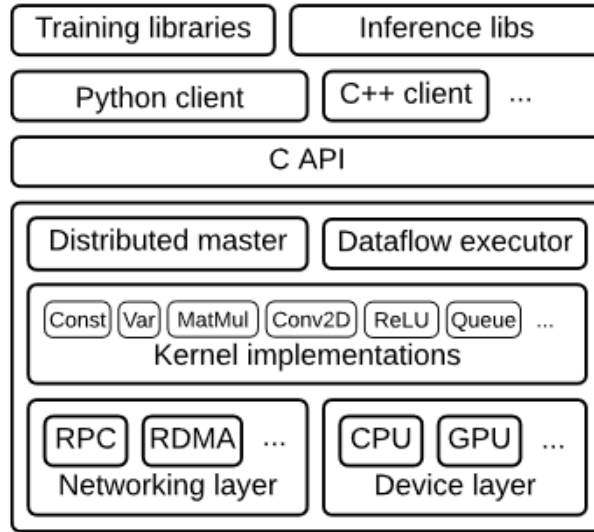 Training libraries Inference libs
Python client C++ client ...
C API
Distributed master Dataflow executor
Const Var MatMul Conv2D ReLU Queue ...
Kernel implementations
RPC RDMA ... CPU GPU ...
Networking layer Device layer